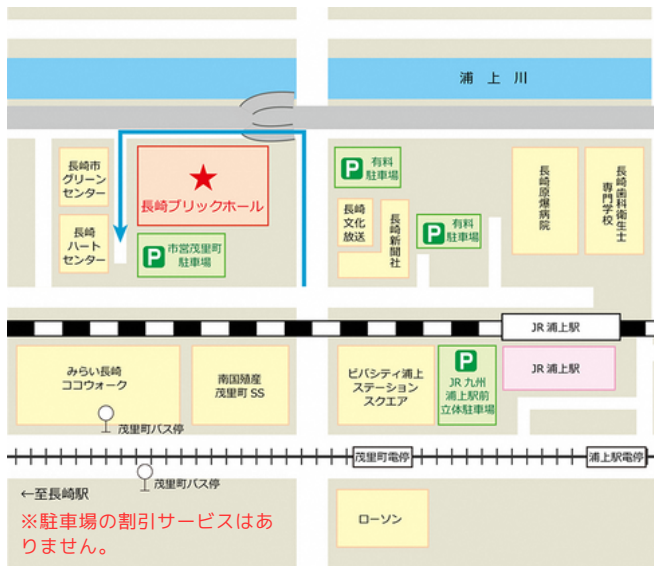 浦上川
長崎市
グリーン
センター
長崎ブリックホール
長崎
ハート
センター
P 市営茂里町
駐車場
P 有料
駐車場
長崎
文化
放送
長崎新聞社
P 有料
駐車場
長崎原爆病院
長崎歯科衛生士
専門学校
JR 浦上駅
みらい長崎
ココウォーク
南国殖産
茂里町 SS
ビバシティ浦上
ステーション
スクエア
P
JR 九州
浦上駅前
立体駐車場
JR 浦上駅
茂里町バス停
茂里町電停
浦上駅電停
茂里町バス停
←至長崎駅
※駐車場の割引サービスはあ
りません。
ローソン